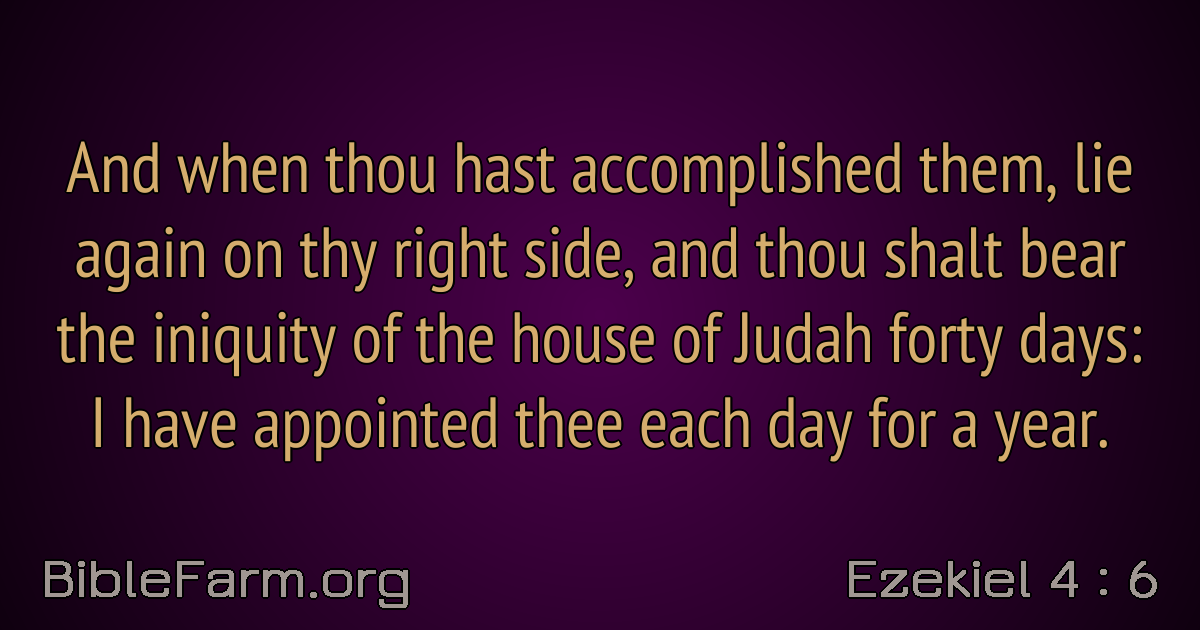 And when thou hast accomplished them, lie
again on thy right side, and thou shalt bear
the iniquity of the house of Judah forty days:
I have appointed thee each day for a year.
BibleFarm.org
Ezekiel 4 : 6